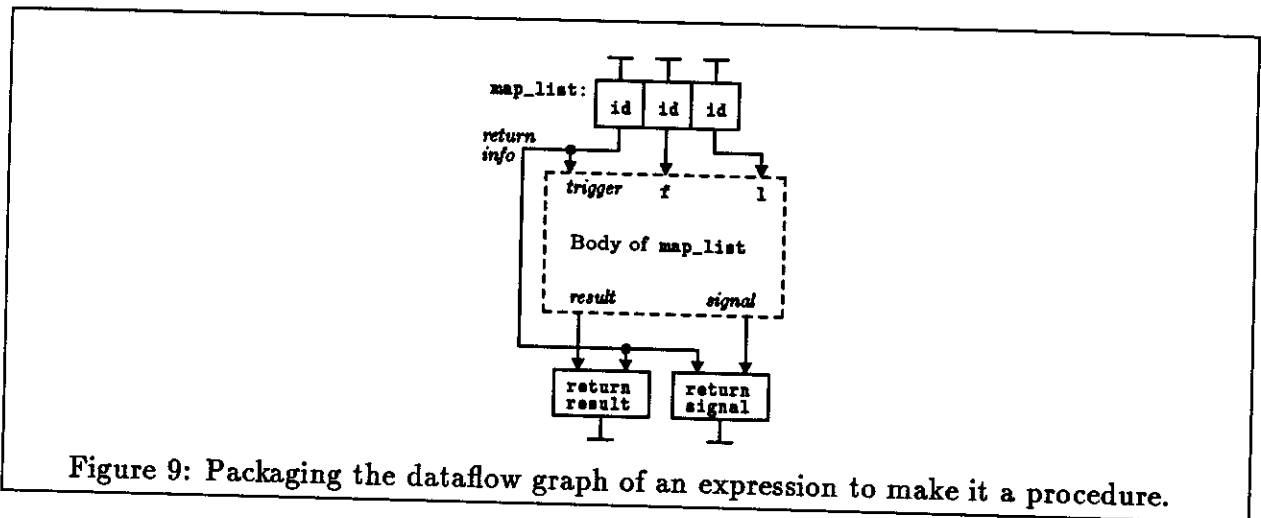 map_list:
id id id
return
info
trigger f l
Body of map_list
result signal
return
result
return
signal
Figure 9: Packaging the dataflow graph of an expression to make it a procedure.